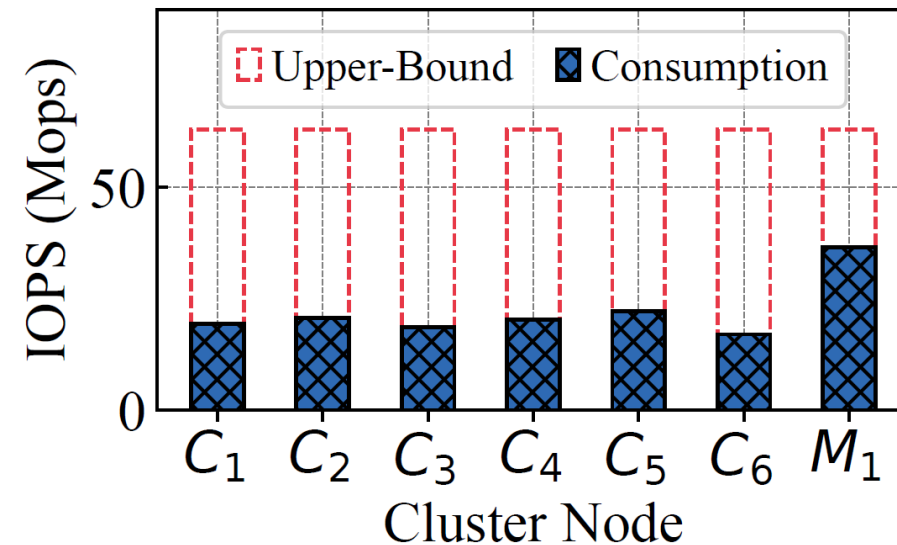 Upper-Bound Consumption
IOPS (Mops)
50
0
C₁ C₂ C₃ C₄ C₅ C₆ M₁
Cluster Node